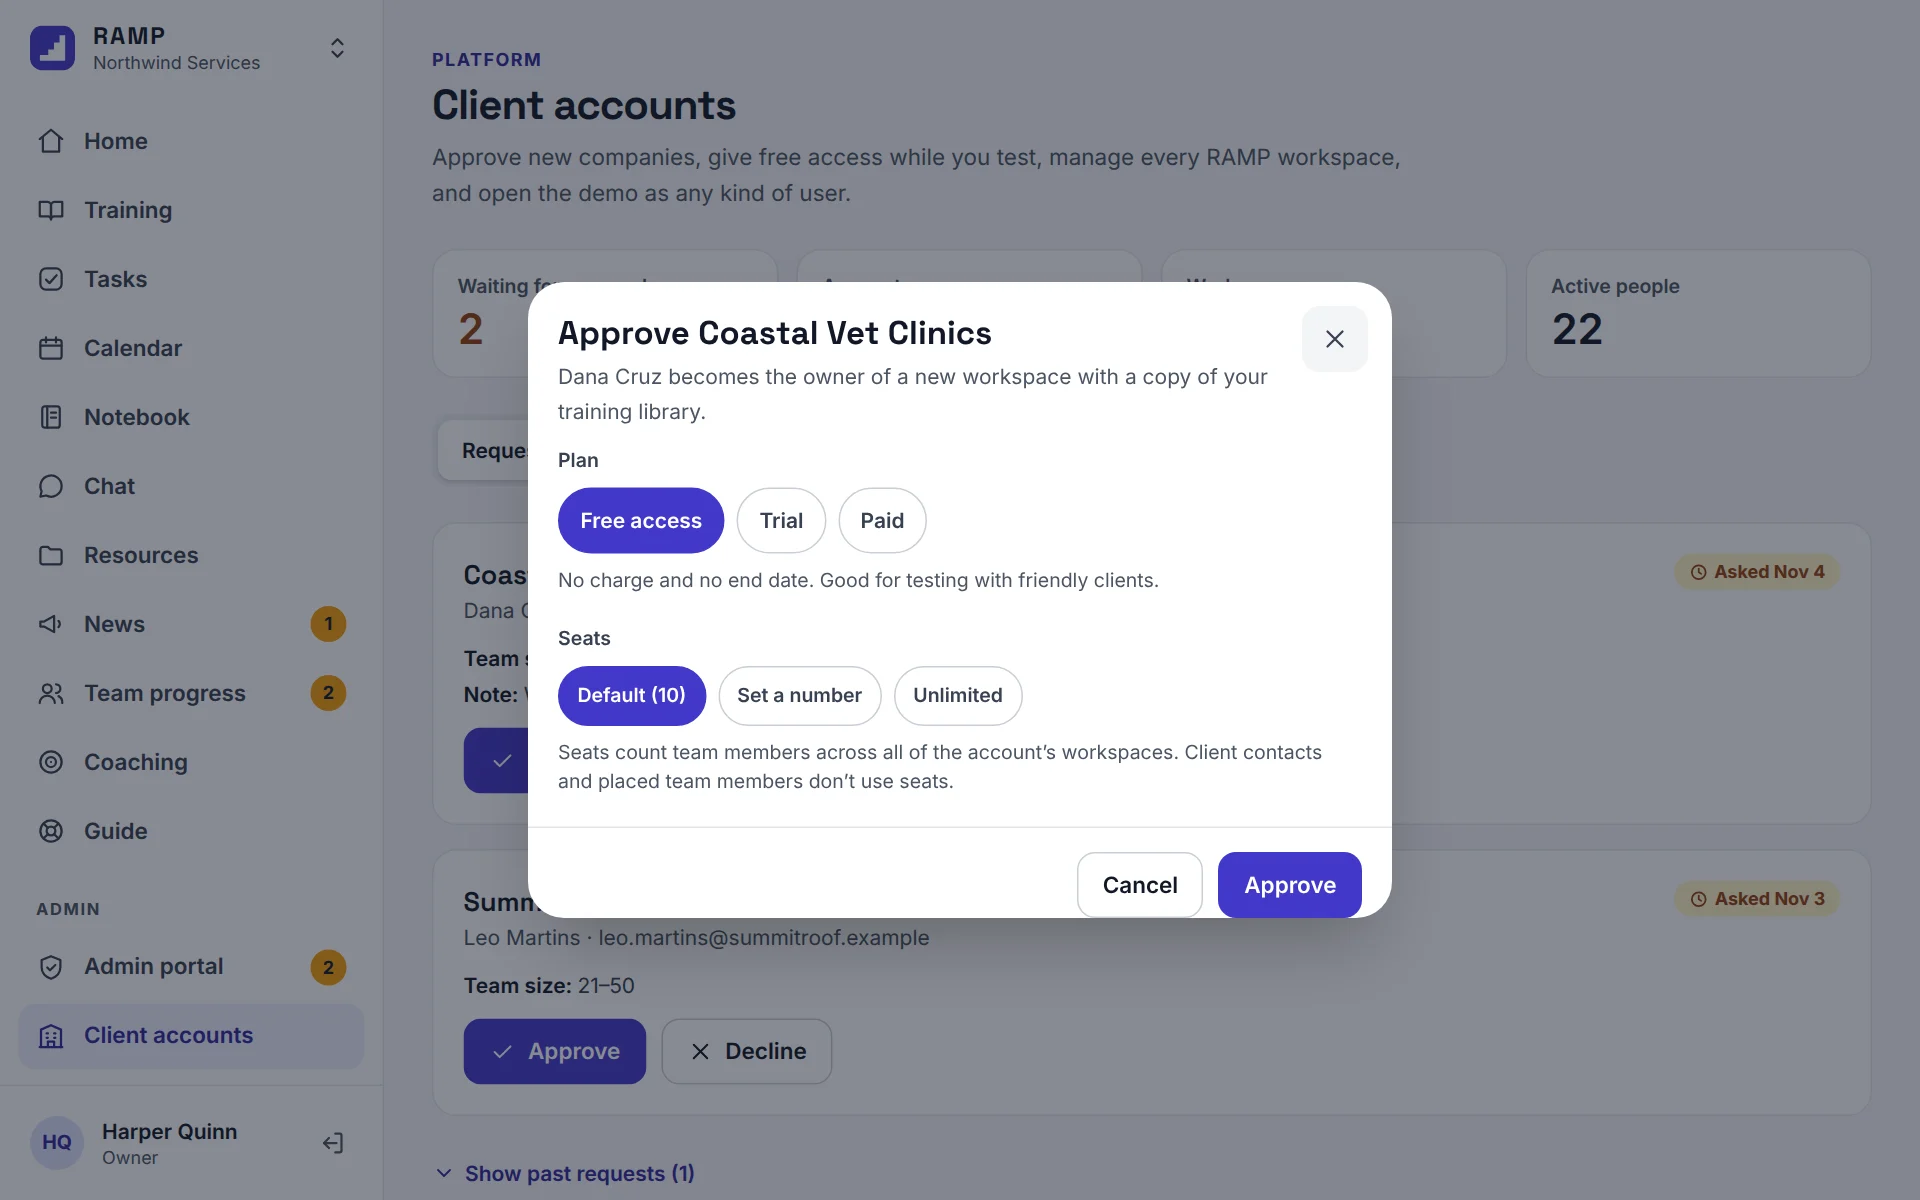 RAMP
Northwind Services
Home
Training
Tasks
Calendar
Notebook
Chat
Resources
News
1
Team progress
2
Coaching
Guide
ADMIN
Admin portal
2
Client accounts
HQ
Harper Quinn
Owner
PLATFORM
Client accounts
Approve new companies, give free access while you test, manage every RAMP workspace,
and open the demo as any kind of user.
Waiting
2
Active people
22
Approve Coastal Vet Clinics
Dana Cruz becomes the owner of a new workspace with a copy of your
training library.
Plan
Free access
Trial
Paid
No charge and no end date. Good for testing with friendly clients.
Seats
Default (10)
Set a number
Unlimited
Seats count team members across all of the account’s workspaces. Client contacts
and placed team members don’t use seats.
Cancel
Approve
Dana
Team
Note:
Asked Nov 4
Asked Nov 3
Leo Martins · leo.martins@summitroof.example
Team size: 21–50
Approve
Decline
Show past requests (1)